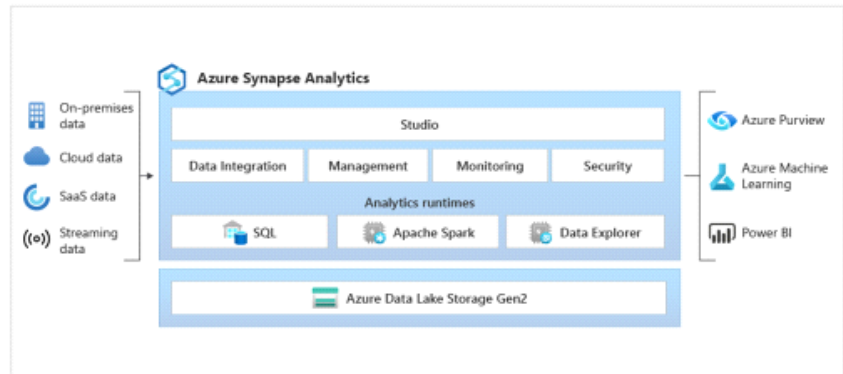 Azure Synapse Analytics
On-premises
data
Cloud data
SaaS data
Streaming
data
Studio
Data Integration
Management
Monitoring
Security
Analytics runtimes
SQL
Apache Spark
Data Explorer
Azure Data Lake Storage Gen2
Azure Purview
Azure Machine
Learning
Power BI